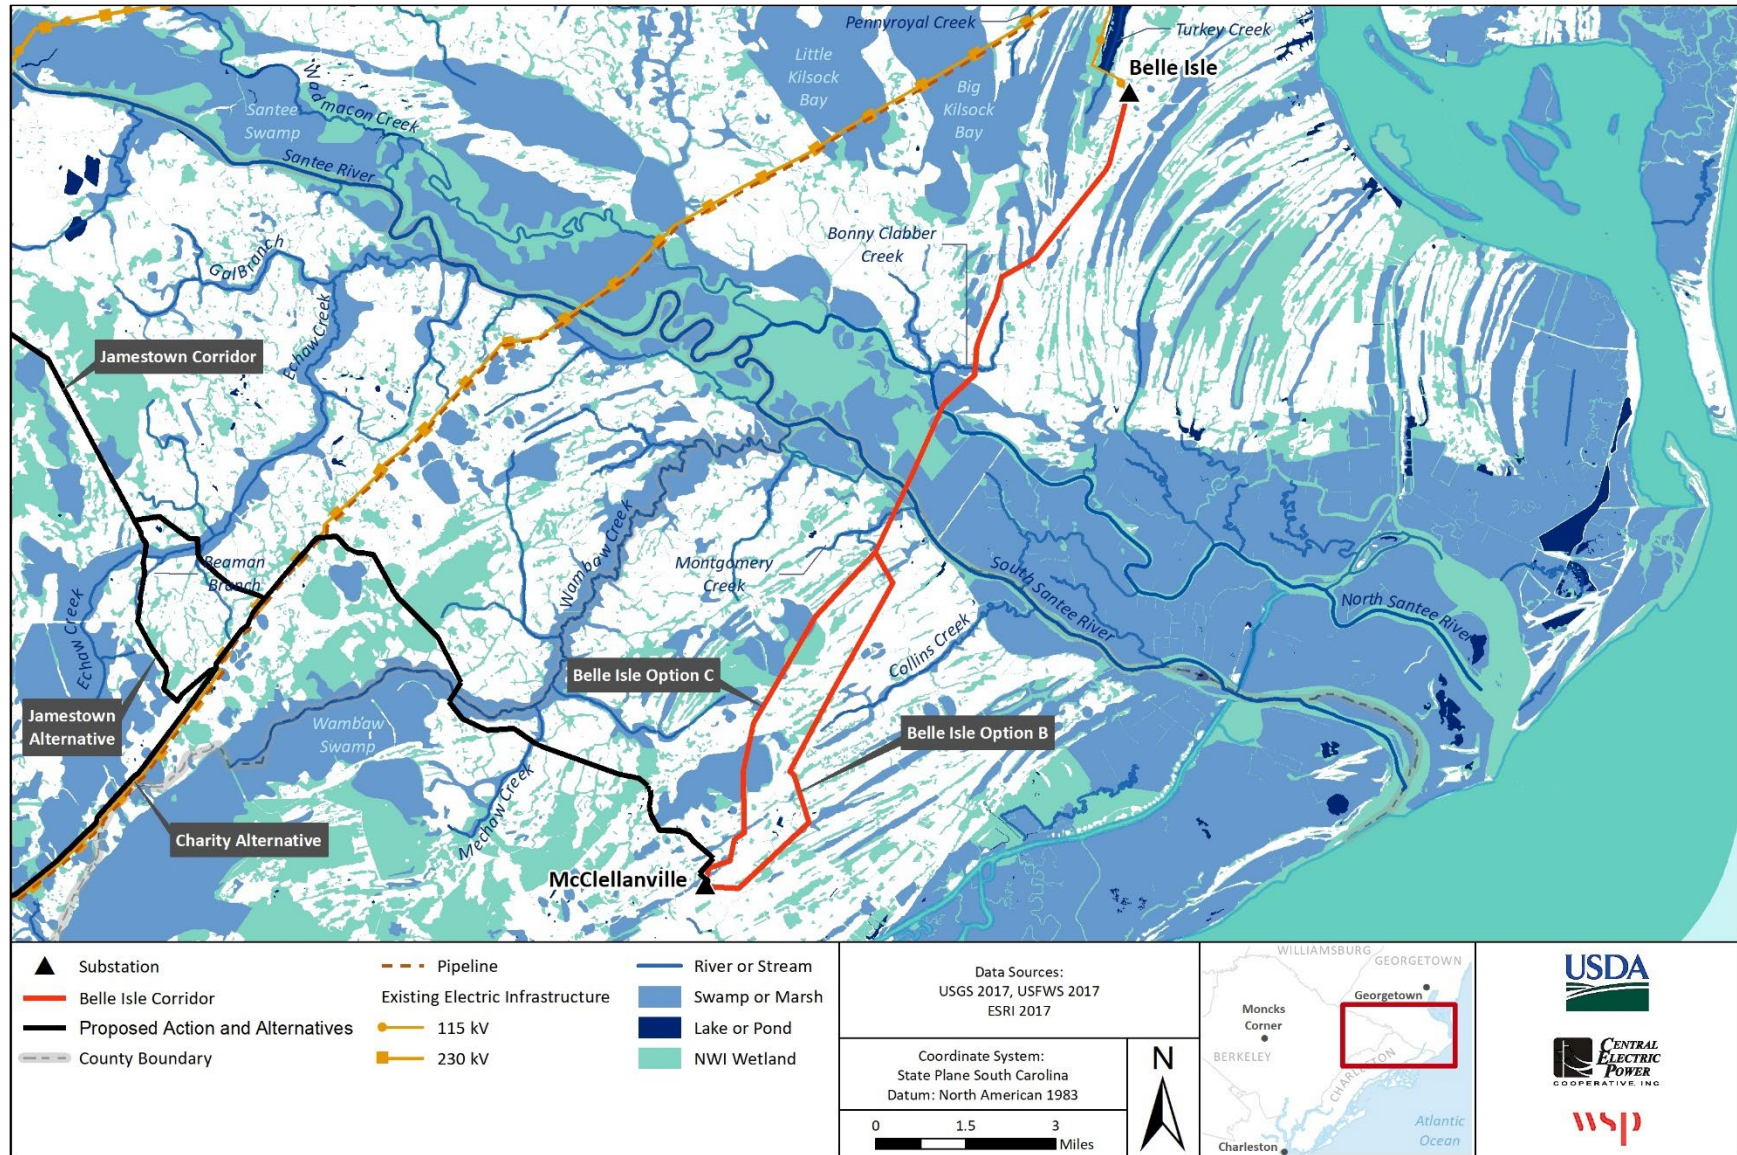 Pennyroyal Creek
Turkey Creek
Belle Isle
Little
Kilsock
Bay
Big
Kilsock
Bay
Wadmacon Creek
Santee
Swamp
Santee River
Bonny Clabber
Creek
GalBranch
Echaw Creek
Jamestown Corridor
Beaman
Branch
Wambaw Creek
Montgomery
Creek
South Santee River
North Santee River
Echaw Creek
Collins Creek
Belle Isle Option C
Jamestown
Alternative
Wambaw
Swamp
Belle Isle Option B
Mechaw Creek
Charity Alternative
McClellanville
Substation
Belle Isle Corridor
Proposed Action and Alternatives
County Boundary
Pipeline
Existing Electric Infrastructure
115 kV
230 kV
River or Stream
Swamp or Marsh
Lake or Pond
NWI Wetland
Data Sources:
USGS 2017, USFWS 2017
ESRI 2017
Coordinate System:
State Plane South Carolina
Datum: North American 1983
0 1.5 3
Miles
N
WILLIAMSBURG
GEORGETOWN
Georgetown
Moncks
Corner
BERKELEY
CHARLESTON
Atlantic
Ocean
Charleston
USDA
CENTRAL
ELECTRIC
POWER
COOPERATIVE, INC.
wsp